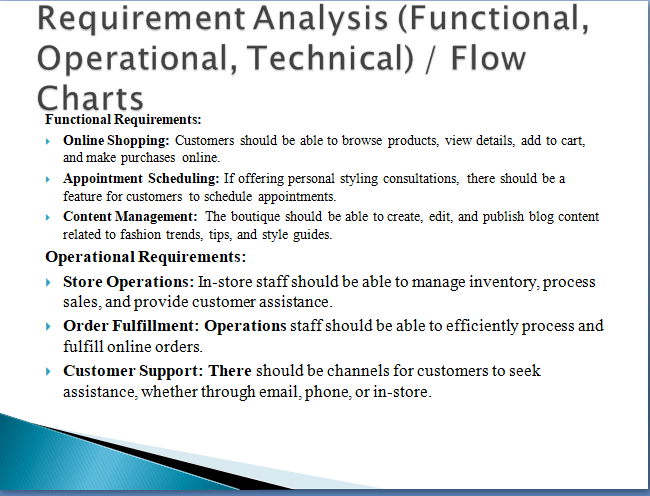 Requirement Analysis (Functional,
Operational, Technical) / Flow
Charts
Functional Requirements:
Online Shopping: Customers should be able to browse products, view details, add to cart,
and make purchases online.
Appointment Scheduling: If offering personal styling consultations, there should be a
feature for customers to schedule appointments.
Content Management: The boutique should be able to create, edit, and publish blog content
related to fashion trends, tips, and style guides.
Operational Requirements:
Store Operations: In-store staff should be able to manage inventory, process
sales, and provide customer assistance.
Order Fulfillment: Operations staff should be able to efficiently process and
fulfill online orders.
Customer Support: There should be channels for customers to seek
assistance, whether through email, phone, or in-store.